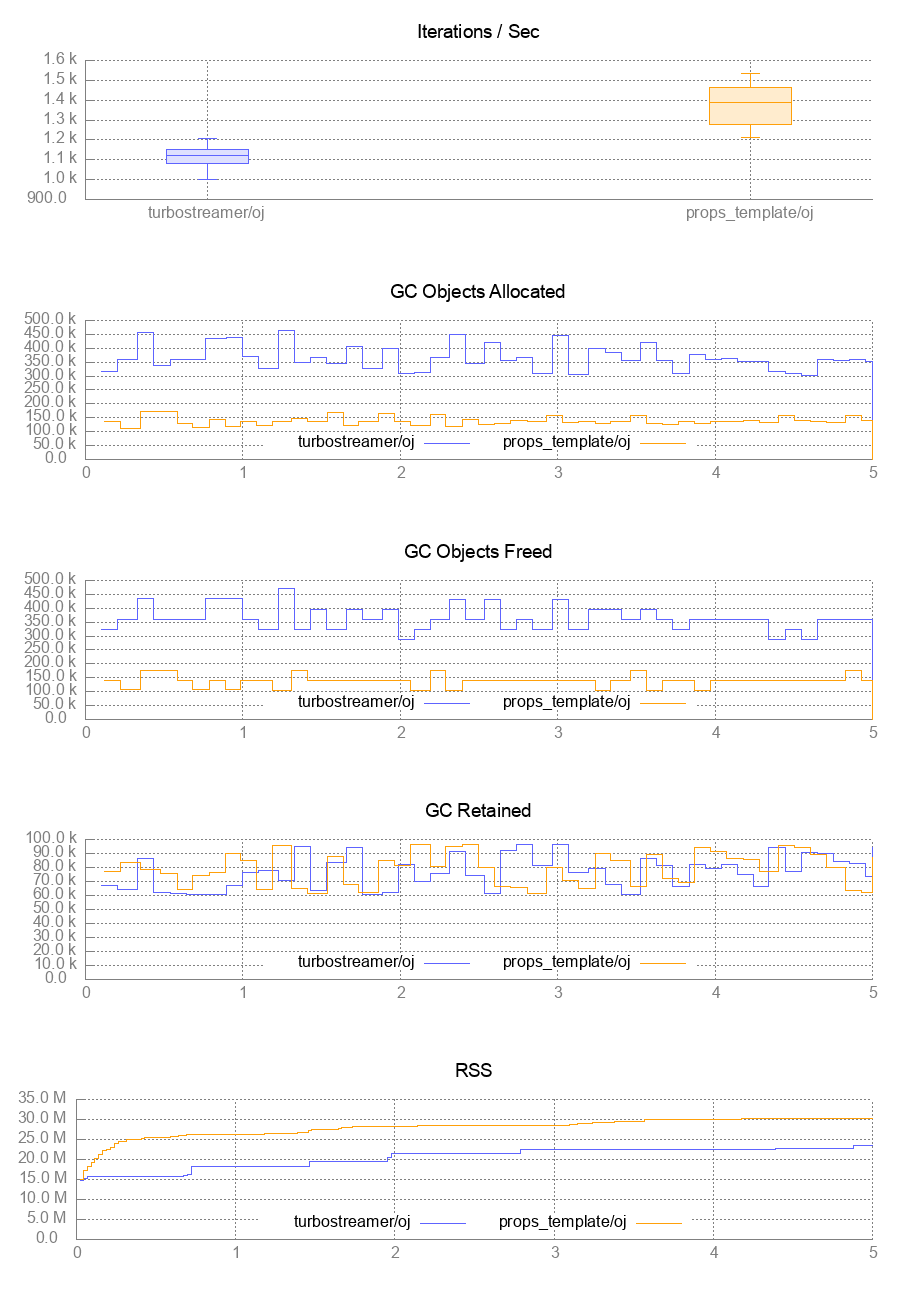 Iterations / Sec
1.6 k
1.5 k
1.4 k
1.3 k
1.2 k
1.1 k
1.0 k
900.0
turbostreamer/oj props_template/oj
GC Objects Allocated
500.0 k
450.0 k
400.0 k
350.0 k
300.0 k
250.0 k
200.0 k
150.0 k
100.0 k
50.0 k
0.0
turbostreamer/oj props_template/oj
0 1 2 3 4 5
GC Objects Freed
500.0 k
450.0 k
400.0 k
350.0 k
300.0 k
250.0 k
200.0 k
150.0 k
100.0 k
50.0 k
0.0
turbostreamer/oj props_template/oj
0 1 2 3 4 5
GC Retained
100.0 k
90.0 k
80.0 k
70.0 k
60.0 k
50.0 k
40.0 k
30.0 k
20.0 k
10.0 k
0.0
turbostreamer/oj props_template/oj
0 1 2 3 4 5
RSS
35.0 M
30.0 M
25.0 M
20.0 M
15.0 M
10.0 M
5.0 M
0.0
turbostreamer/oj props_template/oj
0 1 2 3 4 5